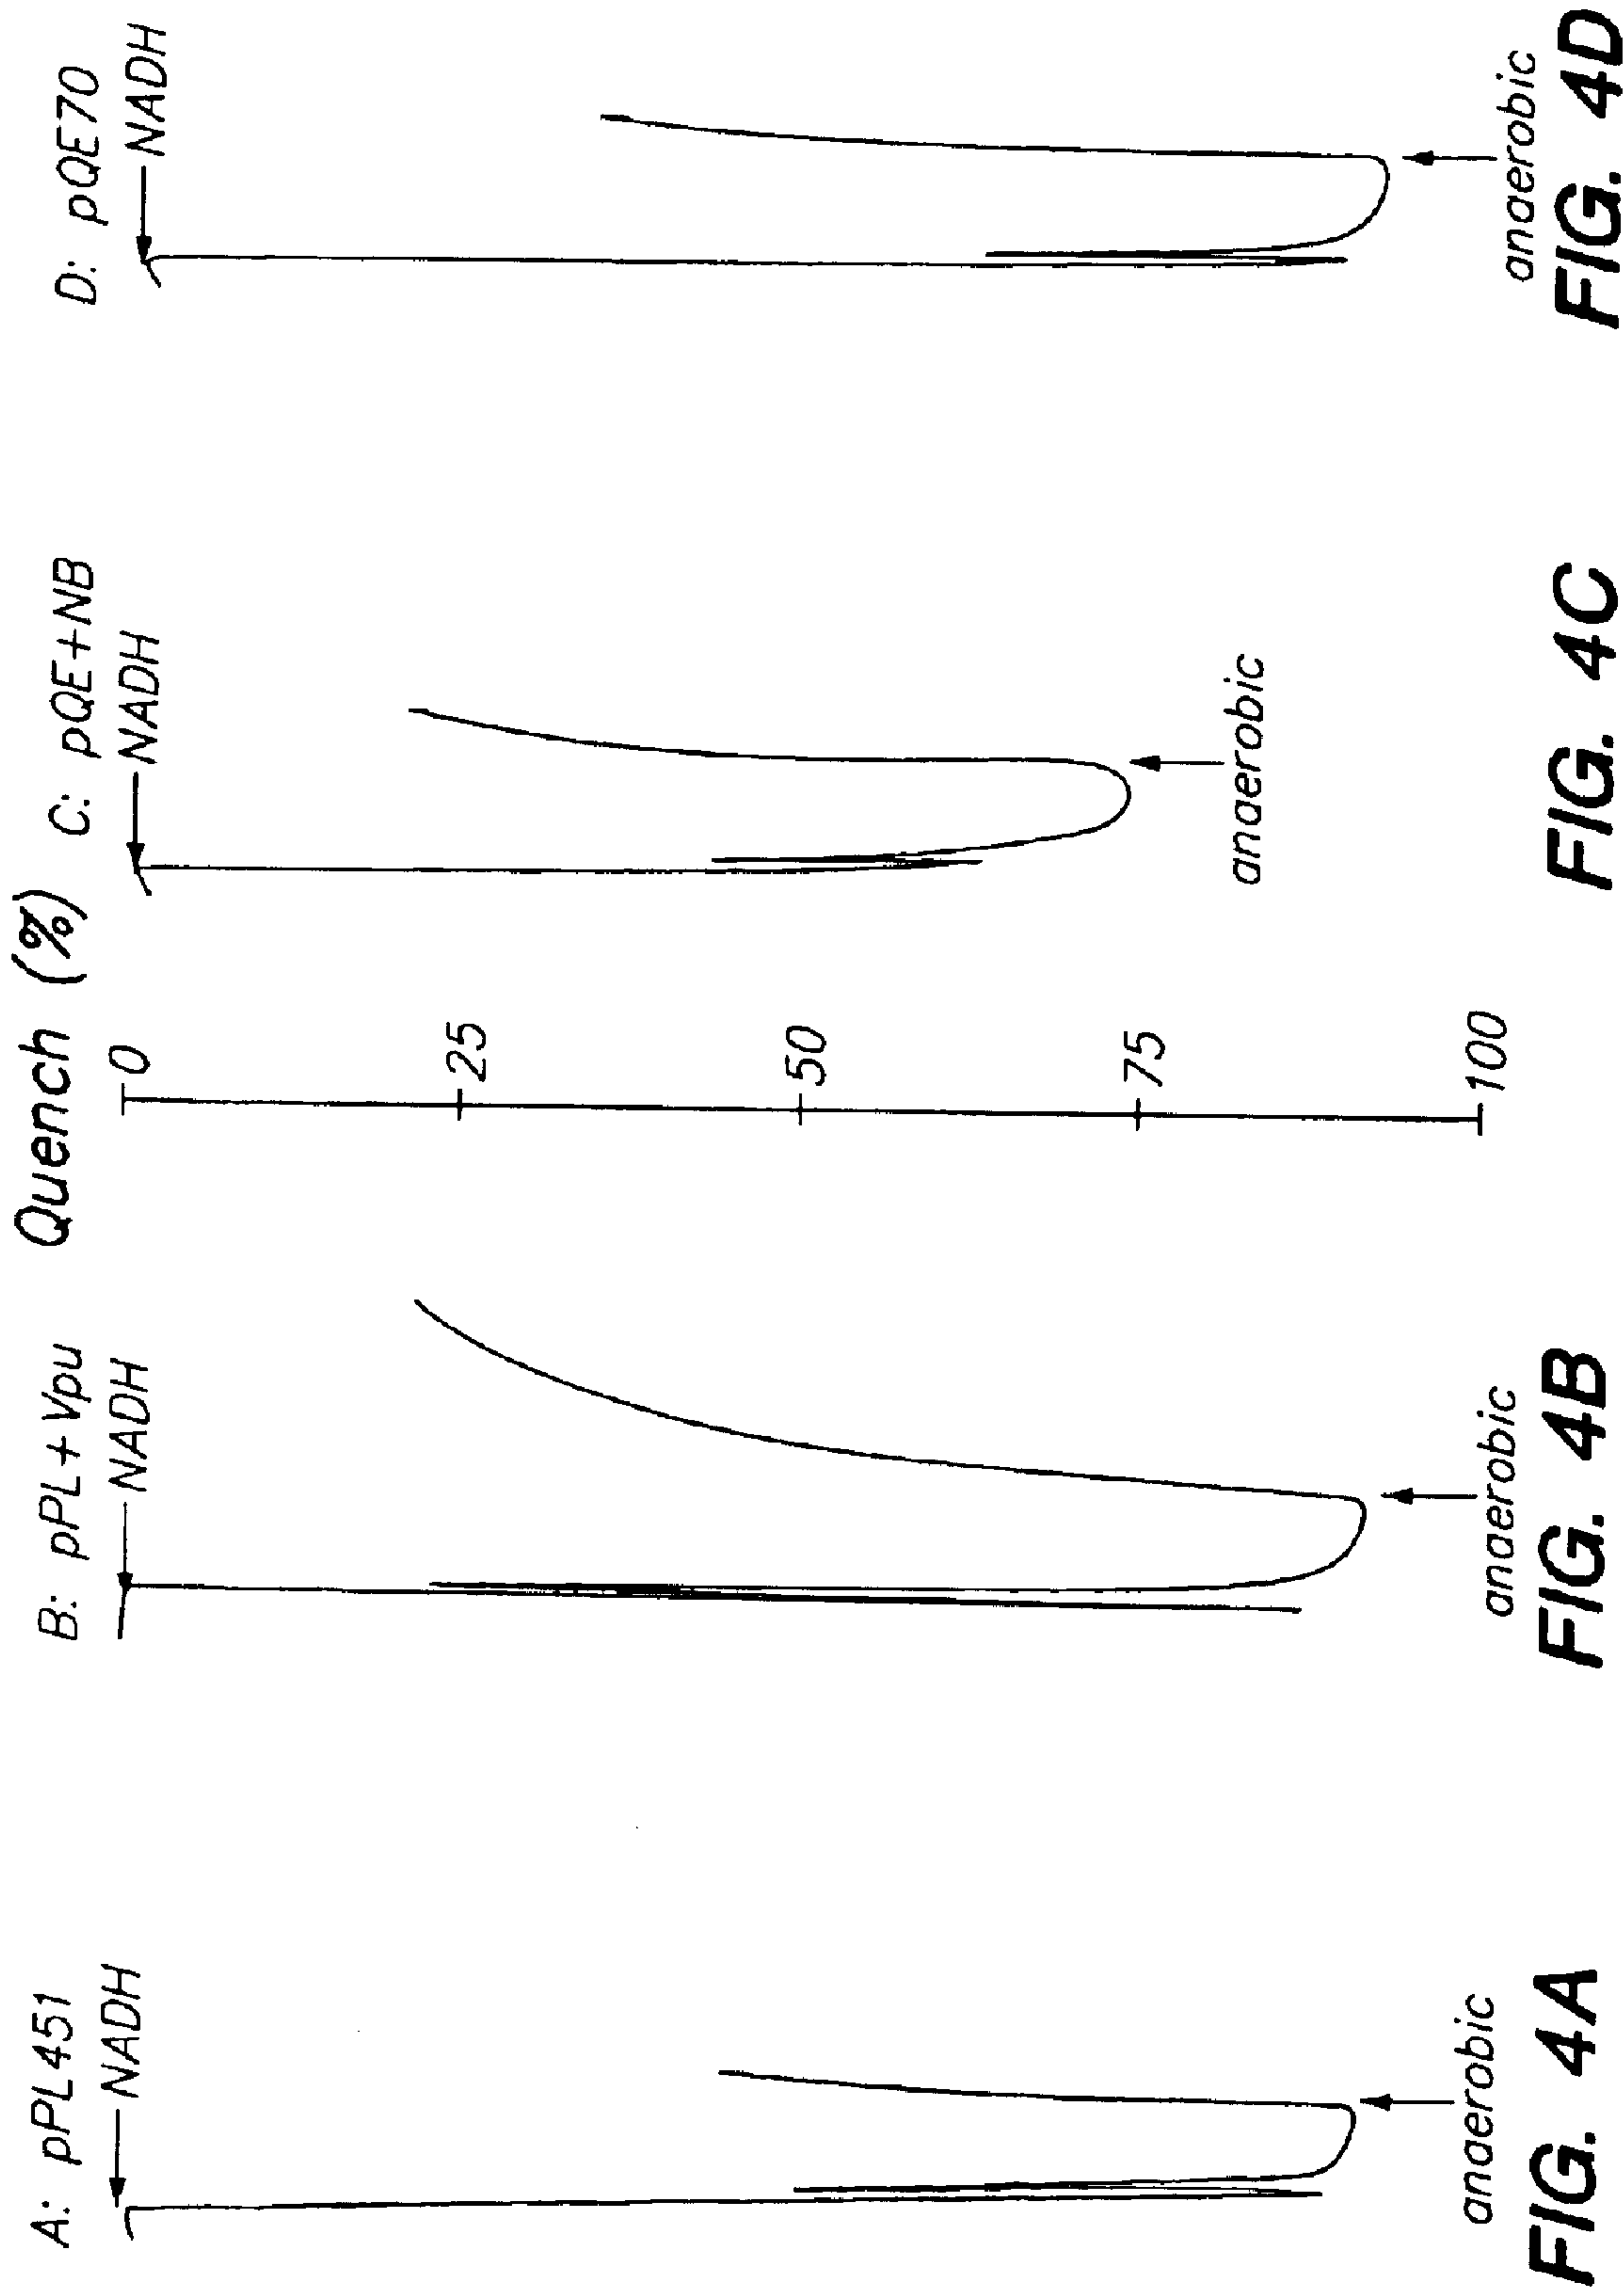 Quench (%)
0
25
50
75
100
A: pPL451
NADH
anaerobic
FIG. 4A
B: pPL+Vpu
NADH
anaerobic
FIG. 4B
C: pQE+NB
NADH
anaerobic
FIG. 4C
D: pQE70
NADH
anaerobic
FIG. 4D